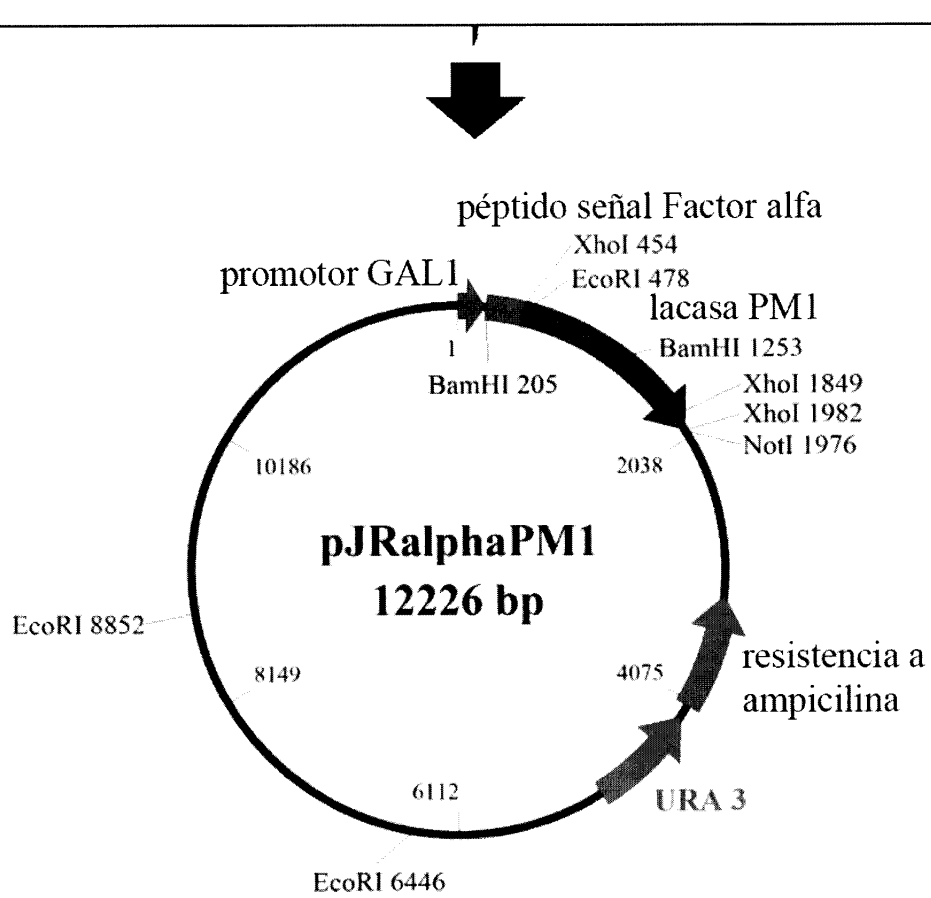 péptido señal Factor alfa
XhoI 454
promotor GAL1
EcoRI 478
lacasa PM1
1
BamHI 1253
BamHI 205
XhoI 1849
XhoI 1982
NotI 1976
10186
2038
pJRalphaPM1
12226 bp
EcoRI 8852
8149
4075
resistencia a
ampicilina
6112
URA 3
EcoRI 6446